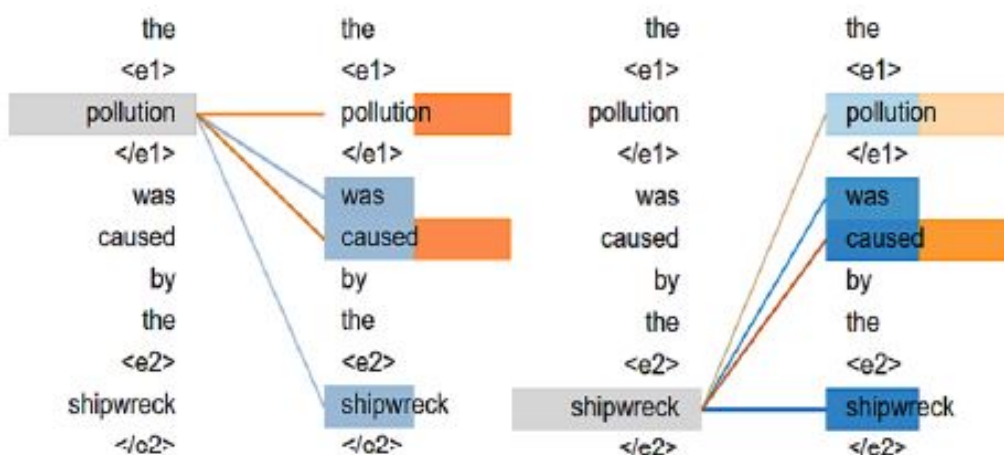 the the the the
<e1> <e1> <e1> <e1>
pollution pollution pollution pollution
</e1> </e1> </e1> </e1>
was was was was
caused caused caused caused
by by by by
the the the the
<e2> <e2> <e2> <e2>
shipwreck shipwreck shipwreck shipwreck
</e2> </e2> </e2> </e2>